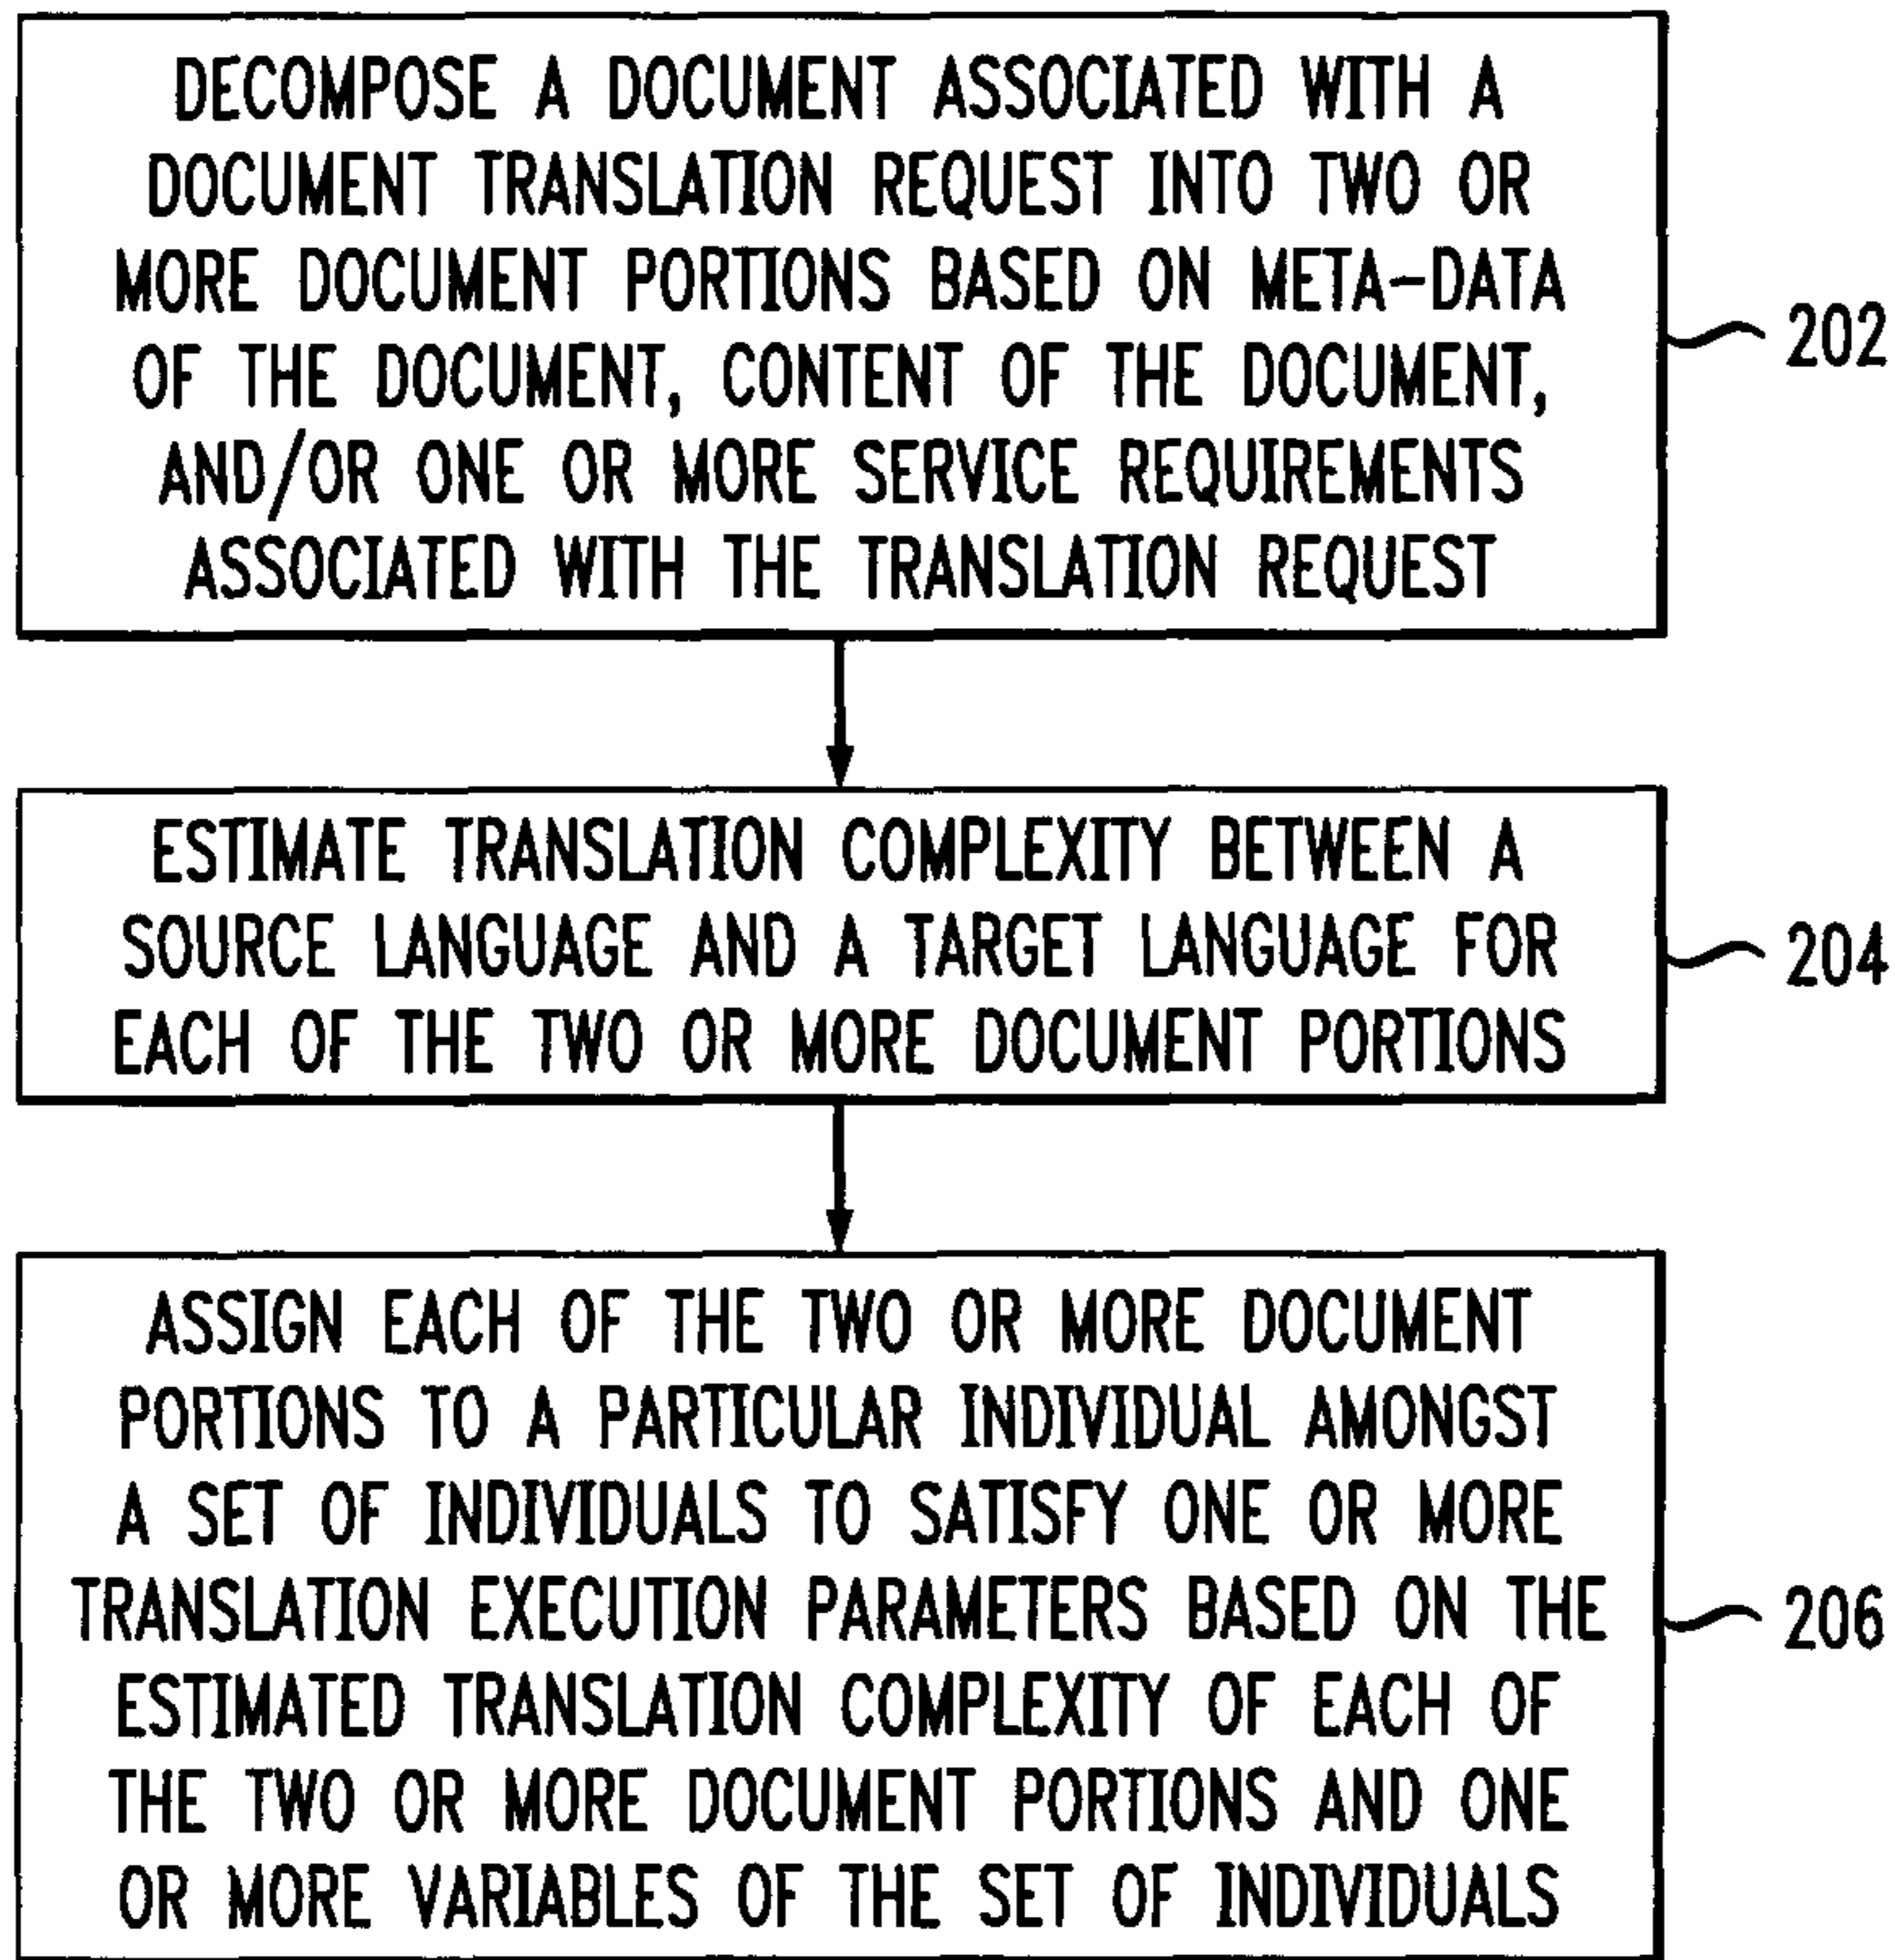 DECOMPOSE A DOCUMENT ASSOCIATED WITH A
DOCUMENT TRANSLATION REQUEST INTO TWO OR
MORE DOCUMENT PORTIONS BASED ON META-DATA
OF THE DOCUMENT, CONTENT OF THE DOCUMENT,
AND/OR ONE OR MORE SERVICE REQUIREMENTS
ASSOCIATED WITH THE TRANSLATION REQUEST
202
ESTIMATE TRANSLATION COMPLEXITY BETWEEN A
SOURCE LANGUAGE AND A TARGET LANGUAGE FOR
EACH OF THE TWO OR MORE DOCUMENT PORTIONS
204
ASSIGN EACH OF THE TWO OR MORE DOCUMENT
PORTIONS TO A PARTICULAR INDIVIDUAL AMONGST
A SET OF INDIVIDUALS TO SATISFY ONE OR MORE
TRANSLATION EXECUTION PARAMETERS BASED ON THE
ESTIMATED TRANSLATION COMPLEXITY OF EACH OF
THE TWO OR MORE DOCUMENT PORTIONS AND ONE
OR MORE VARIABLES OF THE SET OF INDIVIDUALS
206